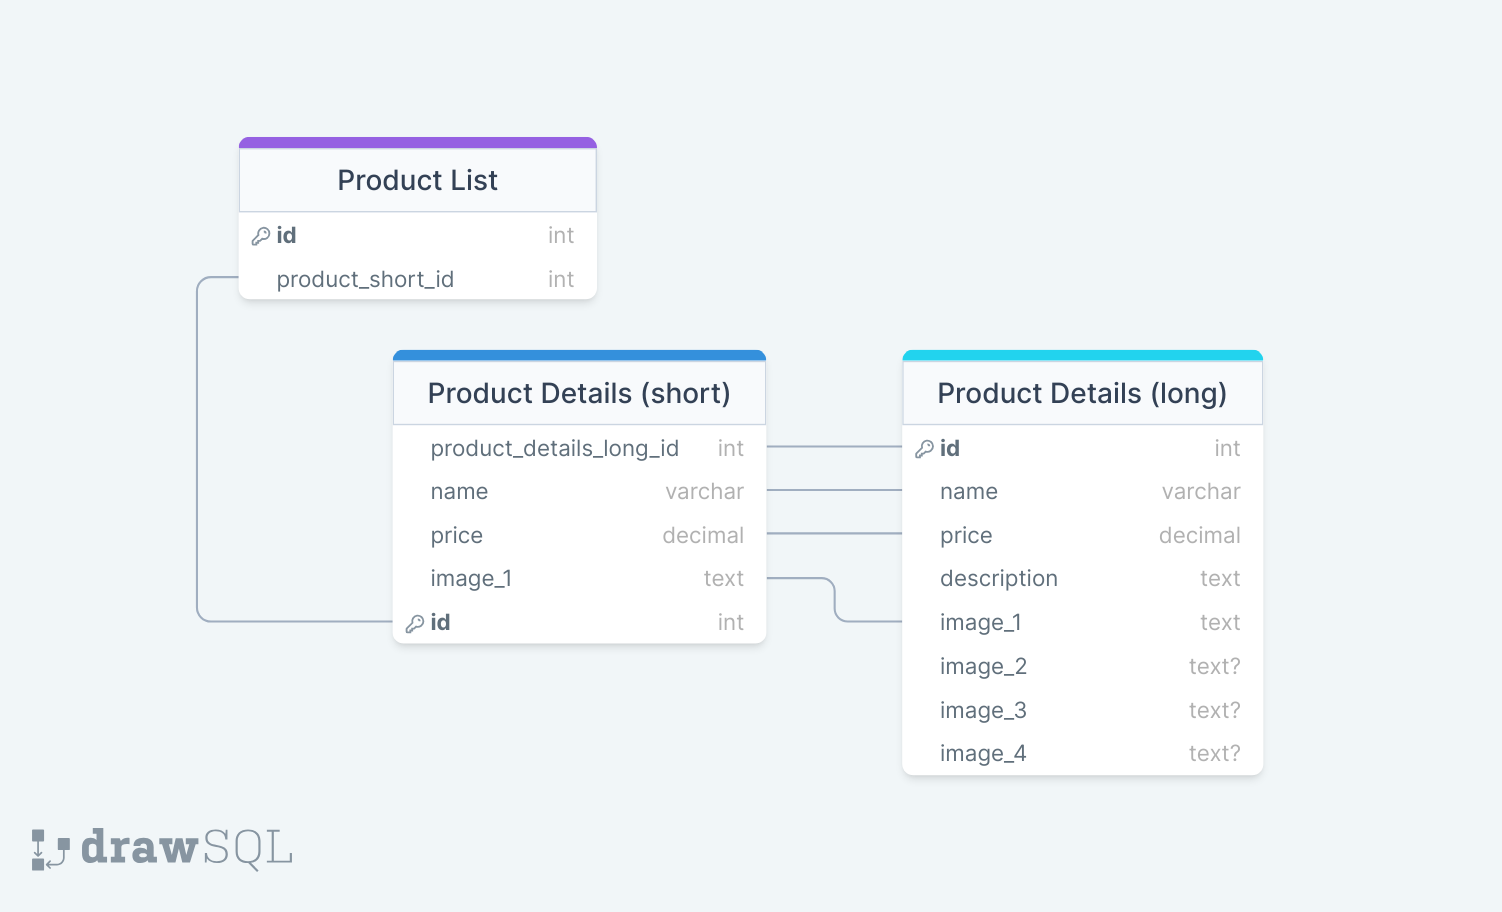 Product List
id int
product_short_id int
Product Details (short)
product_details_long_id int
name varchar
price decimal
image_1 text
id int
Product Details (long)
id int
name varchar
price decimal
description text
image_1 text
image_2 text?
image_3 text?
image_4 text?
drawSQL